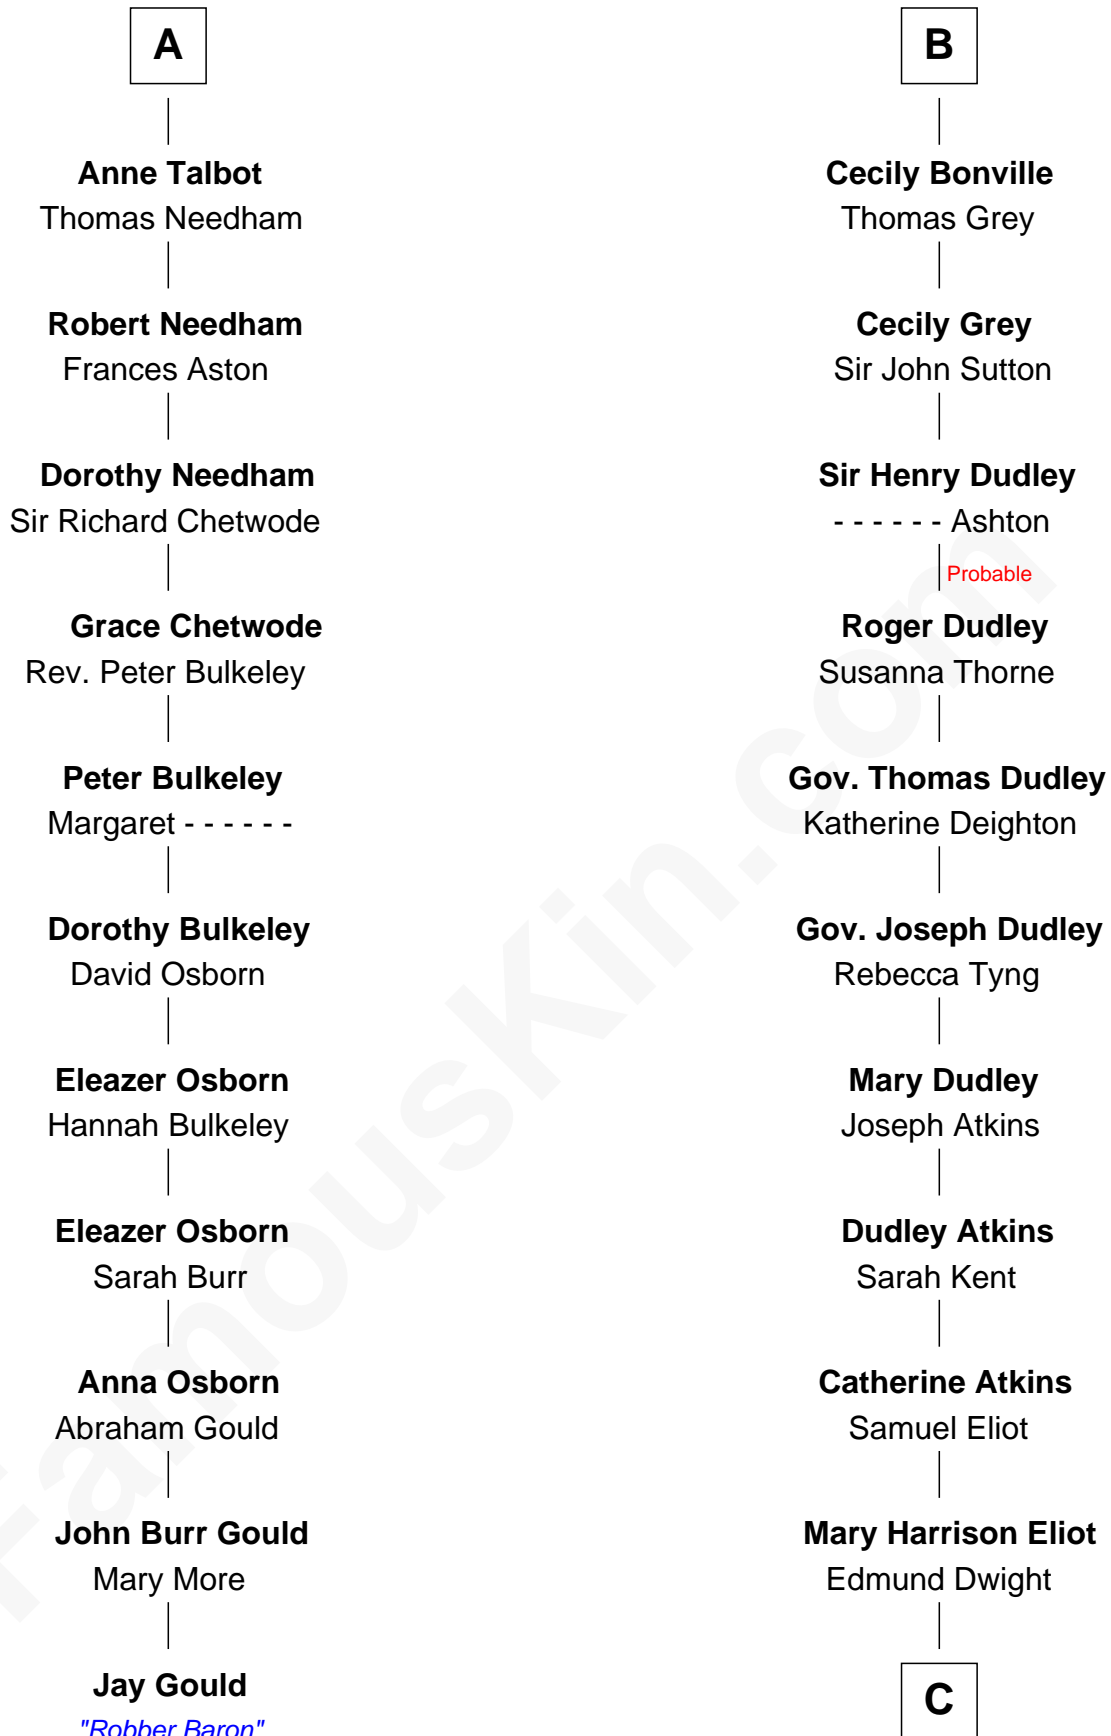 A
Anne Talbot
Thomas Needham
Robert Needham
Frances Aston
Dorothy Needham
Sir Richard Chetwode
Grace Chetwode
Rev. Peter Bulkeley
Peter Bulkeley
Margaret - - - - - -
Dorothy Bulkeley
David Osborn
Eleazer Osborn
Hannah Bulkeley
Eleazer Osborn
Sarah Burr
Anna Osborn
Abraham Gould
John Burr Gould
Mary More
Jay Gould
"Robber Baron"
B
Cecily Bonville
Thomas Grey
Cecily Grey
Sir John Sutton
Sir Henry Dudley
- - - - - - Ashton
Probable
Roger Dudley
Susanna Thorne
Gov. Thomas Dudley
Katherine Deighton
Gov. Joseph Dudley
Rebecca Tyng
Mary Dudley
Joseph Atkins
Dudley Atkins
Sarah Kent
Catherine Atkins
Samuel Eliot
Mary Harrison Eliot
Edmund Dwight
C
FamousKin.com